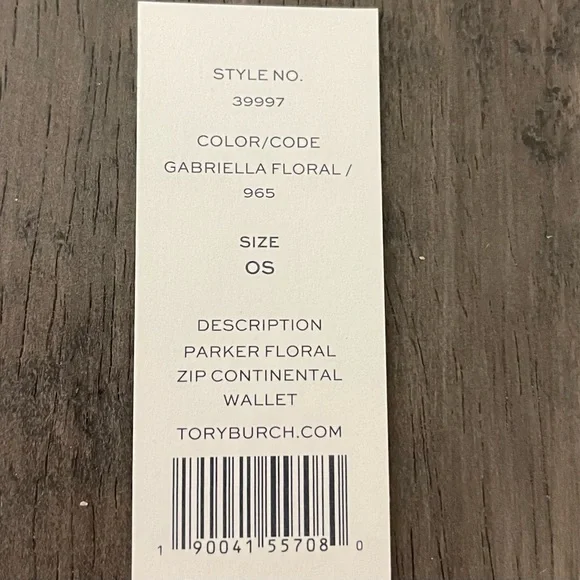 STYLE NO.
39997
COLOR/CODE
GABRIELLA FLORAL /
965
SIZE
OS
DESCRIPTION
PARKER FLORAL
ZIP CONTINENTAL
WALLET
TORYBURCH.COM
1 90041 55708 0